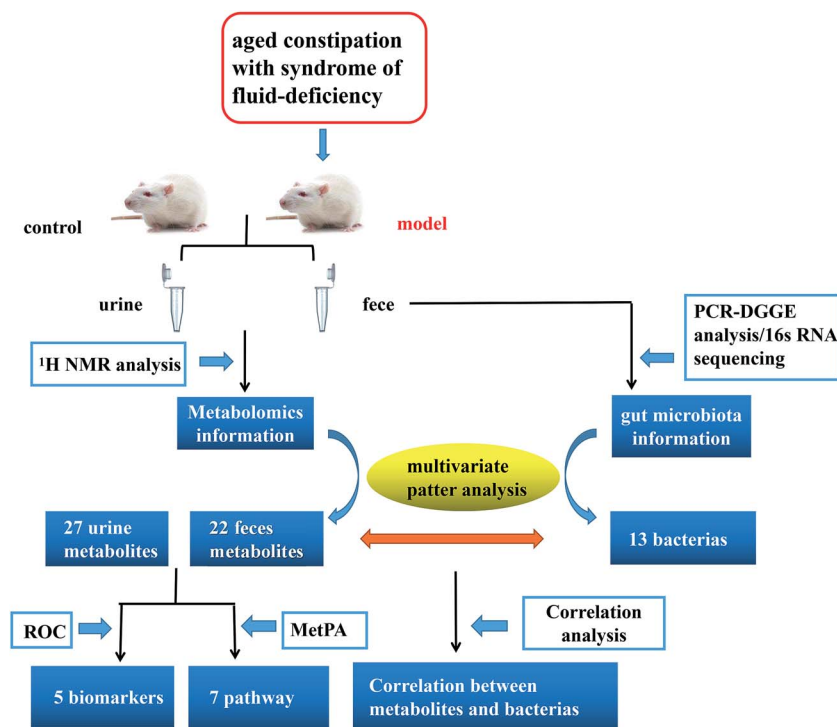 aged constipation
with syndrome of
fluid-deficiency
control
model
urine
fece
PCR-DGGE
analysis/16s RNA
sequencing
¹H NMR analysis
Metabolomics
information
gut microbiota
information
multivariate
patter analysis
27 urine
metabolites
22 feces
metabolites
13 bacterias
ROC
MetPA
Correlation
analysis
5 biomarkers
7 pathway
Correlation between
metabolites and bacterias